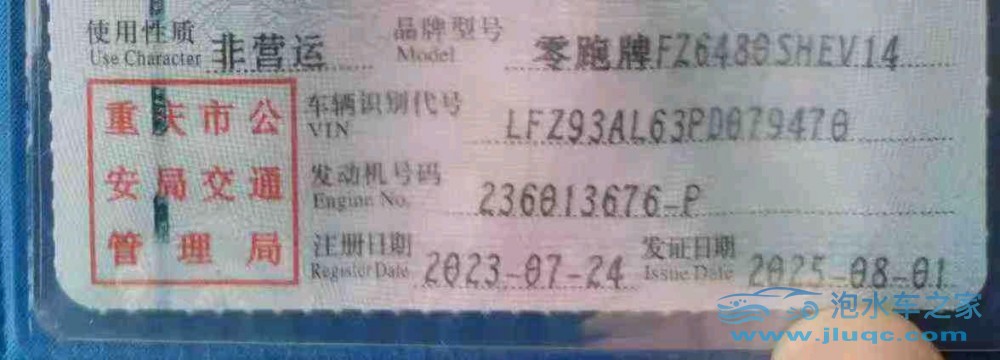 使用性质 非营运 品牌型号 零跑牌FZ6480SHEV14
Use Character Model
重庆市公 车辆识别代号 LFZ93AL63PD079470
VIN
安局交通 发动机号码 236013676-P
Engine No.
管理局 注册日期 2023-07-24 发证日期 2025-08-01
Register Date Issue Date
泡水车之家
www.jluqc.com